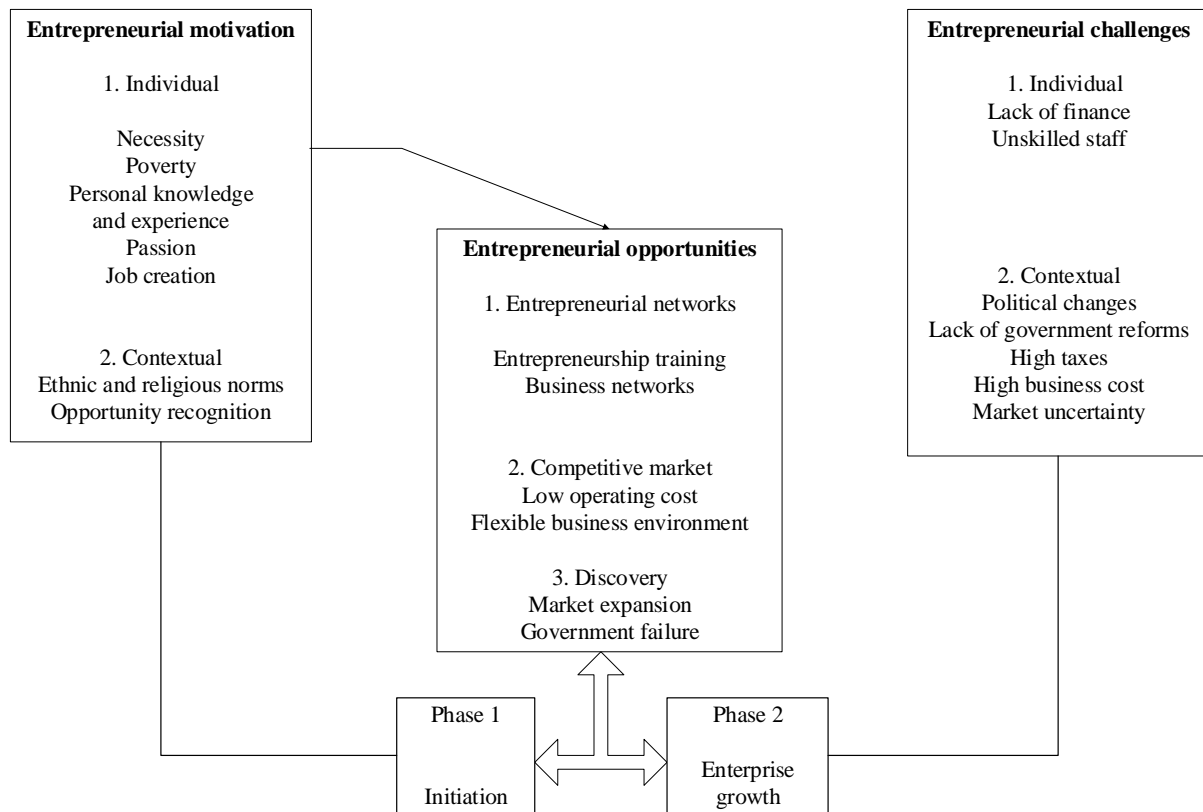 Entrepreneurial motivation
1. Individual
Necessity
Poverty
Personal knowledge
and experience
Passion
Job creation
2. Contextual
Ethnic and religious norms
Opportunity recognition
Entrepreneurial opportunities
1. Entrepreneurial networks
Entrepreneurship training
Business networks
2. Competitive market
Low operating cost
Flexible business environment
3. Discovery
Market expansion
Government failure
Entrepreneurial challenges
1. Individual
Lack of finance
Unskilled staff
2. Contextual
Political changes
Lack of government reforms
High taxes
High business cost
Market uncertainty
Phase 1
Initiation
Phase 2
Enterprise
growth